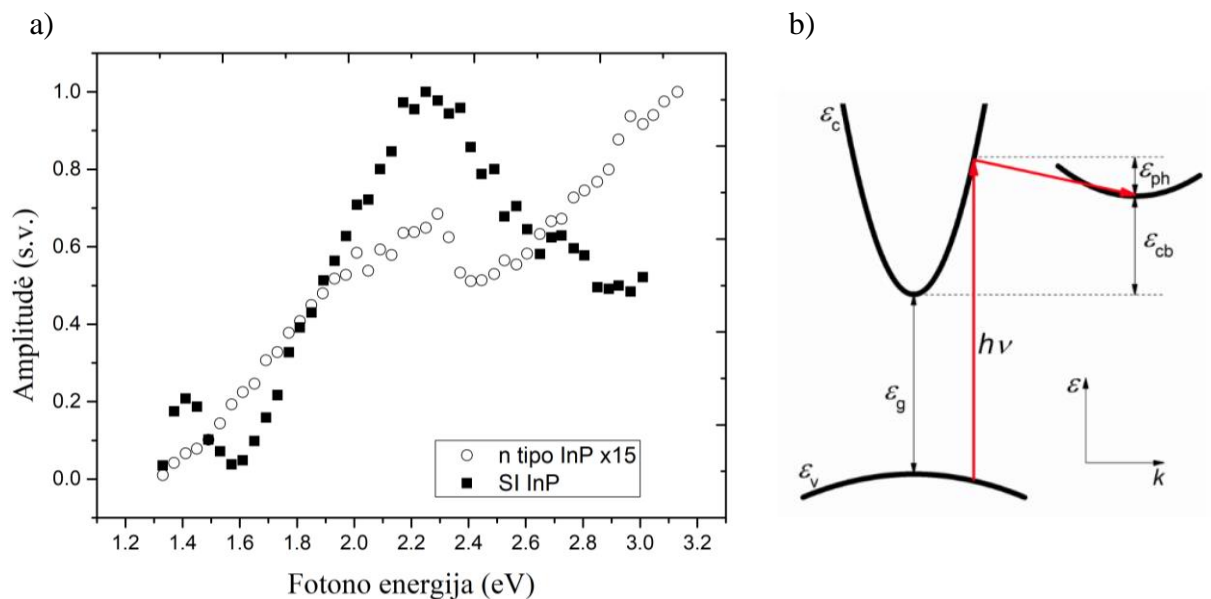 a)
b)
1.0
0.8
0.6
0.4
0.2
0.0
Amplitudė (s.v.)
n tipo InP x15
SI InP
1.2 1.4 1.6 1.8 2.0 2.2 2.4 2.6 2.8 3.0 3.2
Fotono energija (eV)
εc
εph
εcb
hν
εg
ε
εv
k